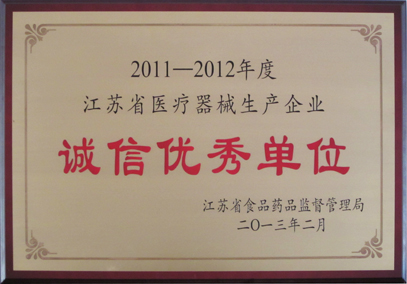 2011—2012年度
江苏省医疗器械生产企业
诚信优秀单位
江苏省食品药品监督管理局
二〇一三年二月